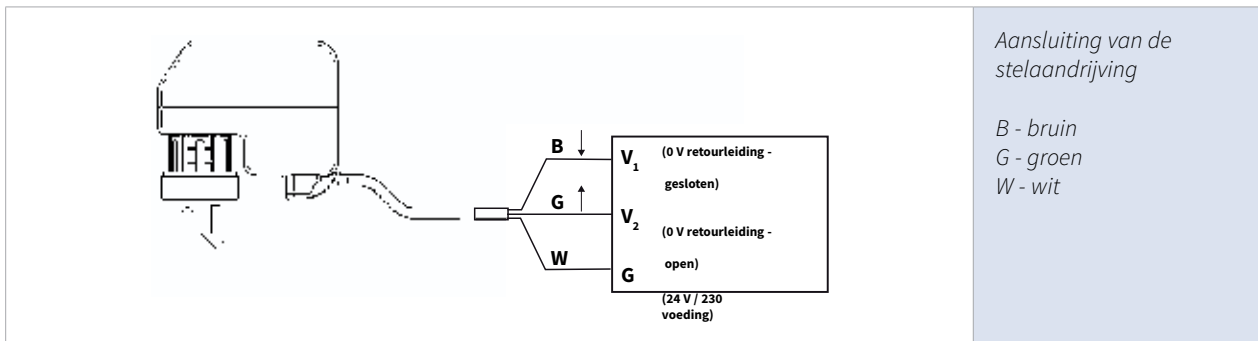 B
V1
(0 V retourleiding -
gesloten)
G
V2
(0 V retourleiding -
open)
W
G
(24 V / 230
voeding)
Aansluiting van de
stelaandrijving
B - bruin
G - groen
W - wit